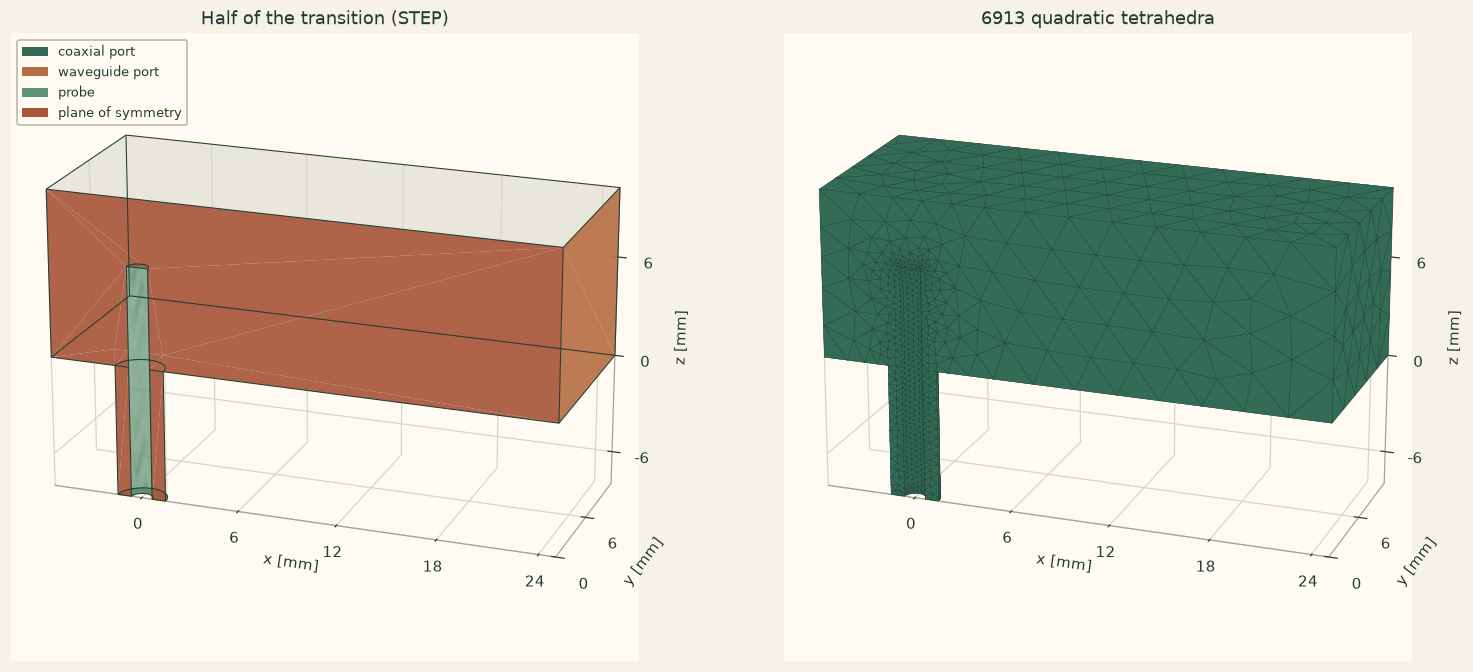 Half of the transition (STEP)
coaxial port
waveguide port
probe
plane of symmetry
6
0
-6
z [mm]
0
6
12
18
24
x [mm]
0
6
y [mm]
6913 quadratic tetrahedra
6
0
-6
z [mm]
0
6
12
18
24
x [mm]
0
6
y [mm]